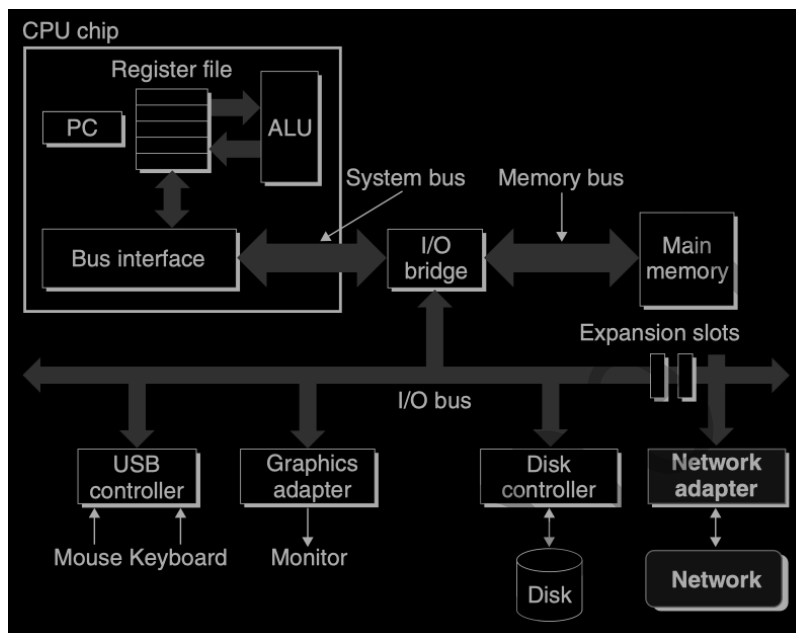 CPU chip
Register file
PC
ALU
System bus
Memory bus
Bus interface
I/O
bridge
Main
memory
Expansion slots
I/O bus
USB
controller
Graphics
adapter
Disk
controller
Network
adapter
Mouse Keyboard
Monitor
Disk
Network